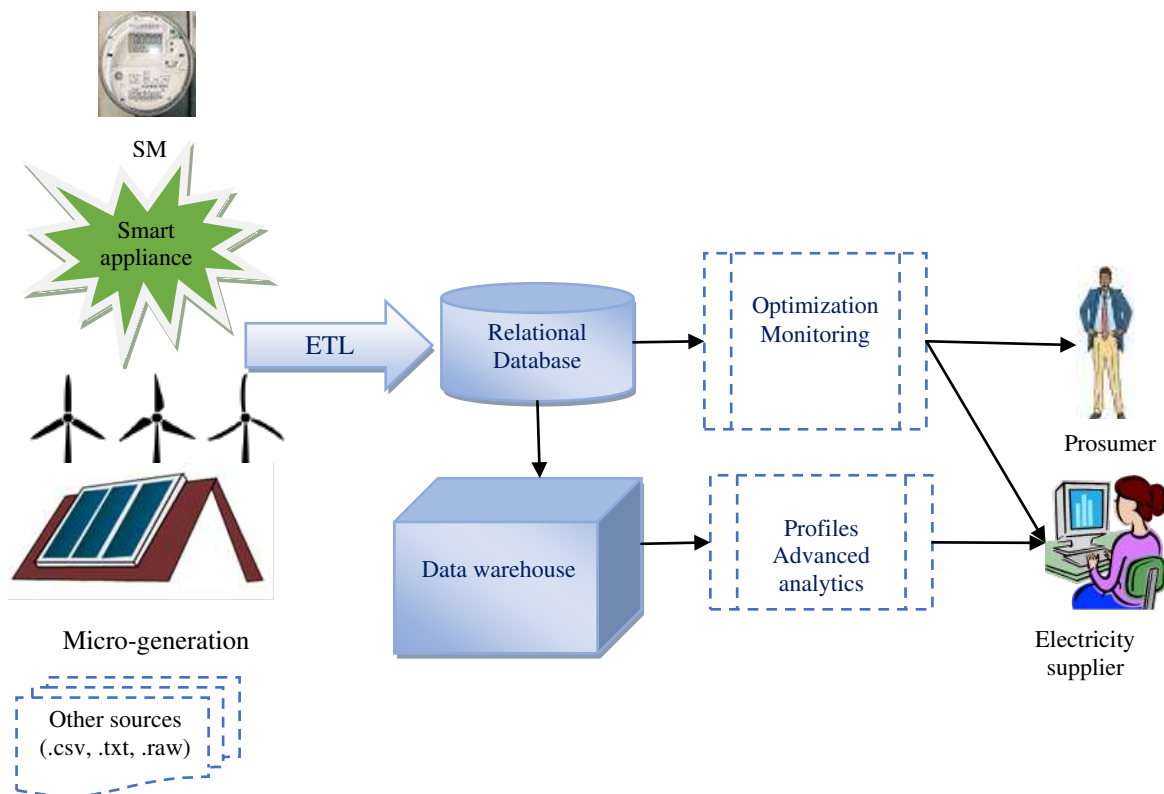 SM
Smart
appliance
ETL
Relational
Database
Optimization
Monitoring
Prosumer
Data warehouse
Profiles
Advanced
analytics
Electricity
supplier
Micro-generation
Other sources
(.csv, .txt, .raw)